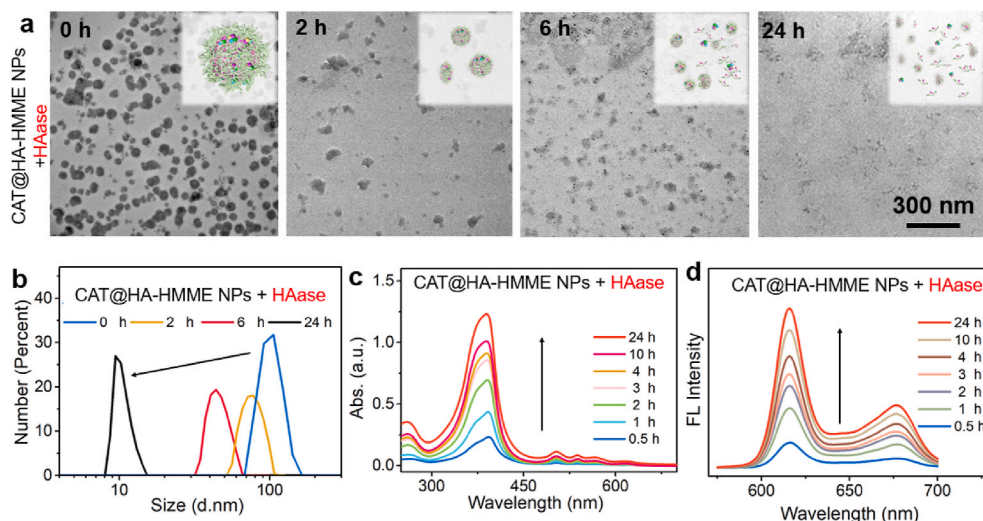 a
0 h
2 h
6 h
24 h
CAT@HA-HMME NPs
+HAase
300 nm
b
CAT@HA-HMME NPs + HAase
0 h
2 h
6 h
24 h
Number (Percent)
40
30
20
10
0
10
100
Size (d.nm)
c
CAT@HA-HMME NPs + HAase
Abs. (a.u.)
1.5
1.0
0.5
0.0
24 h
10 h
4 h
3 h
2 h
1 h
0.5 h
300
450
600
Wavelength (nm)
d
CAT@HA-HMME NPs + HAase
FL Intensity
24 h
10 h
4 h
3 h
2 h
1 h
0.5 h
600
650
700
Wavelength (nm)